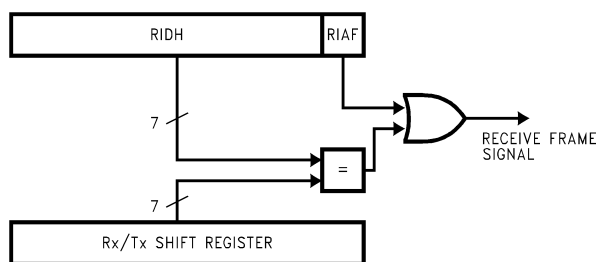 RIDH RIAF
7
=
RECEIVE FRAME
SIGNAL
7
Rx/Tx SHIFT REGISTER